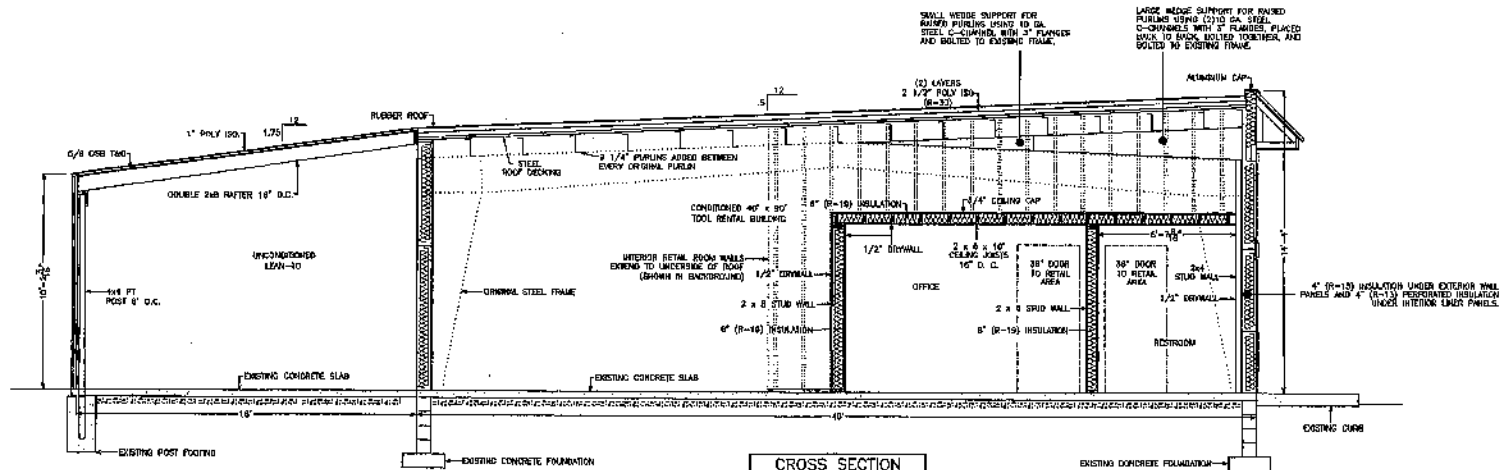 SMALL WEDGE SUPPORT FOR
RAISED PURLINS USING 10 GA.
STEEL C-CHANNEL WITH 3" FLANGES
AND BOLTED TO EXISTING FRAME.
LARGE WEDGE SUPPORT FOR RAISED
PURLINS USING (2)10 GA. STEEL
C-CHANNELS WITH 3" FLANGES, PLACED
BACK TO BACK, BOLTED TOGETHER, AND
BOLTED TO EXISTING FRAME.
ALUMINUM CAP
(2) LAYERS
2 1/2" POLY ISO
(R-30)
12
.5
RUBBER ROOF
12
1.75
1" POLY ISO.
5/8 OSB T&G
DOUBLE 2x8 RAFTER 16" O.C.
STEEL
ROOF DECKING
9 1/4" PURLINS ADDED BETWEEN
EVERY ORIGINAL PURLIN
CONDITIONED 40' x 90'
TOOL RENTAL BUILDING
6" (R-19) INSULATION
3/4" CEILING CAP
1/2" DRYWALL
2 x 6 x 10'
CEILING JOISTS
16" O. C.
UNCONDITIONED
LEAN-TO
4x4 PT
POST 8' O.C.
INTERIOR RETAIL ROOM WALLS
EXTEND TO UNDERSIDE OF ROOF
(SHOWN IN BACKGROUND)
1/2" DRYWALL
ORIGINAL STEEL FRAME
2 x 6 STUD WALL
6" (R-19) INSULATION
OFFICE
36" DOOR
TO RETAIL
AREA
36" DOOR
TO RETAIL
AREA
2x4
STUD WALL
1/2" DRYWALL
2 x 6 STUD WALL
6" (R-19) INSULATION
RESTROOM
4" (R-13) INSULATION UNDER EXTERIOR WALL
PANELS AND 4" (R-13) PERFORATED INSULATION
UNDER INTERIOR LINER PANELS.
EXISTING CONCRETE SLAB
EXISTING CONCRETE SLAB
16'
40'
EXISTING CURB
EXISTING POST FOOTING
EXISTING CONCRETE FOUNDATION
CROSS SECTION
EXISTING CONCRETE FOUNDATION